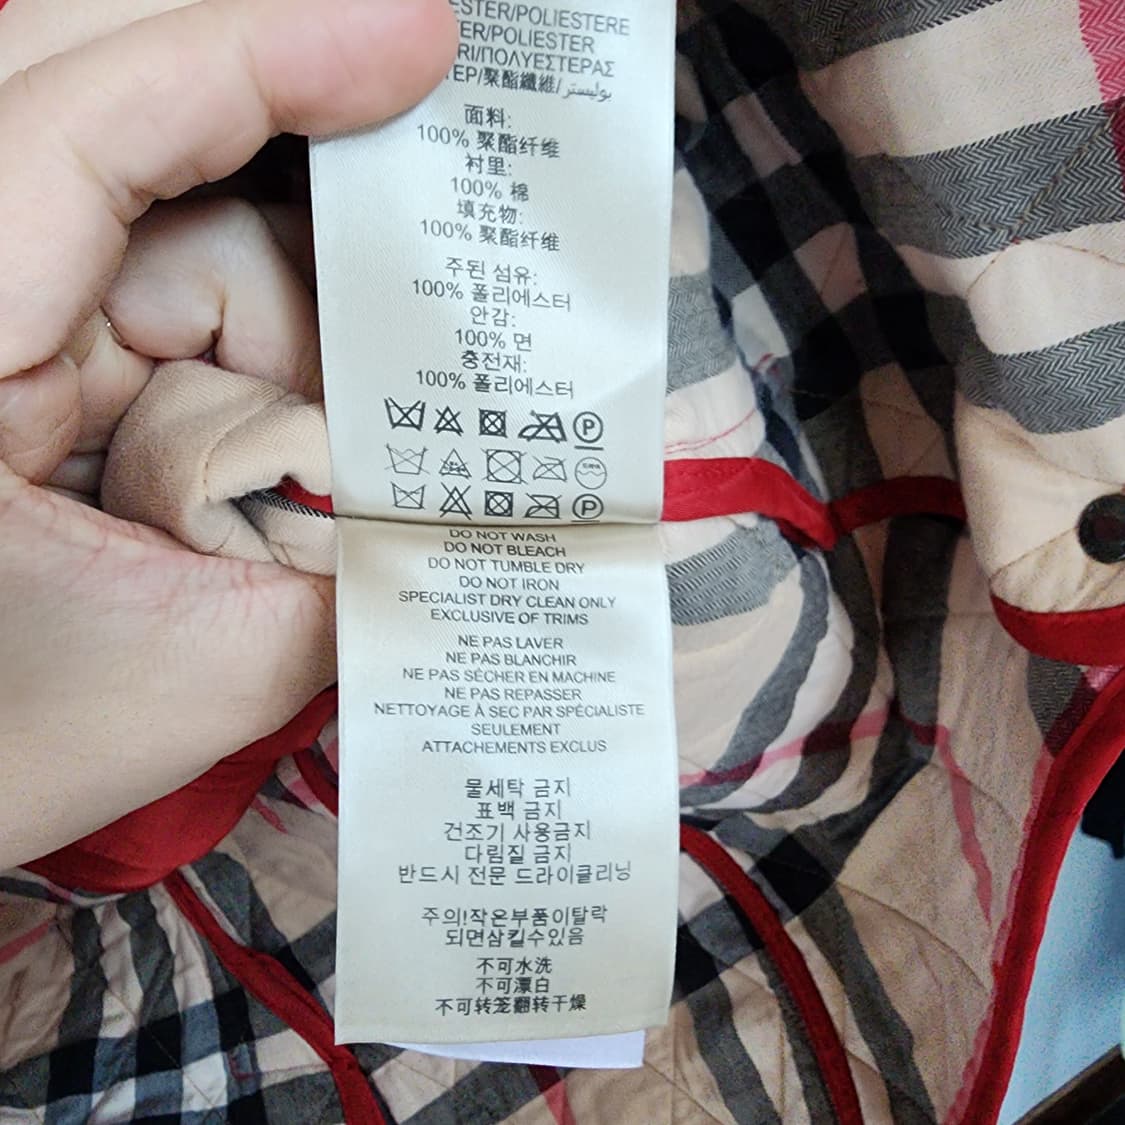 ESTER/POLIESTERE
ER/POLIESTER
RI/ΠΟΛΥΕΣΤΕΡΑΣ
TEP/聚酯纖維/بوليستر
面料:
100% 聚酯纤维
衬里:
100% 棉
填充物:
100% 聚酯纤维
주된 섬유:
100% 폴리에스터
안감:
100% 면
충전재:
100% 폴리에스터
P
P
DO NOT WASH
DO NOT BLEACH
DO NOT TUMBLE DRY
DO NOT IRON
SPECIALIST DRY CLEAN ONLY
EXCLUSIVE OF TRIMS
NE PAS LAVER
NE PAS BLANCHIR
NE PAS SÉCHER EN MACHINE
NE PAS REPASSER
NETTOYAGE À SEC PAR SPÉCIALISTE
SEULEMENT
ATTACHEMENTS EXCLUS
물세탁 금지
표백 금지
건조기 사용금지
다림질 금지
반드시 전문 드라이클리닝
주의!작은부품이탈락
되면삼킬수있음
不可水洗
不可漂白
不可转笼翻转干燥